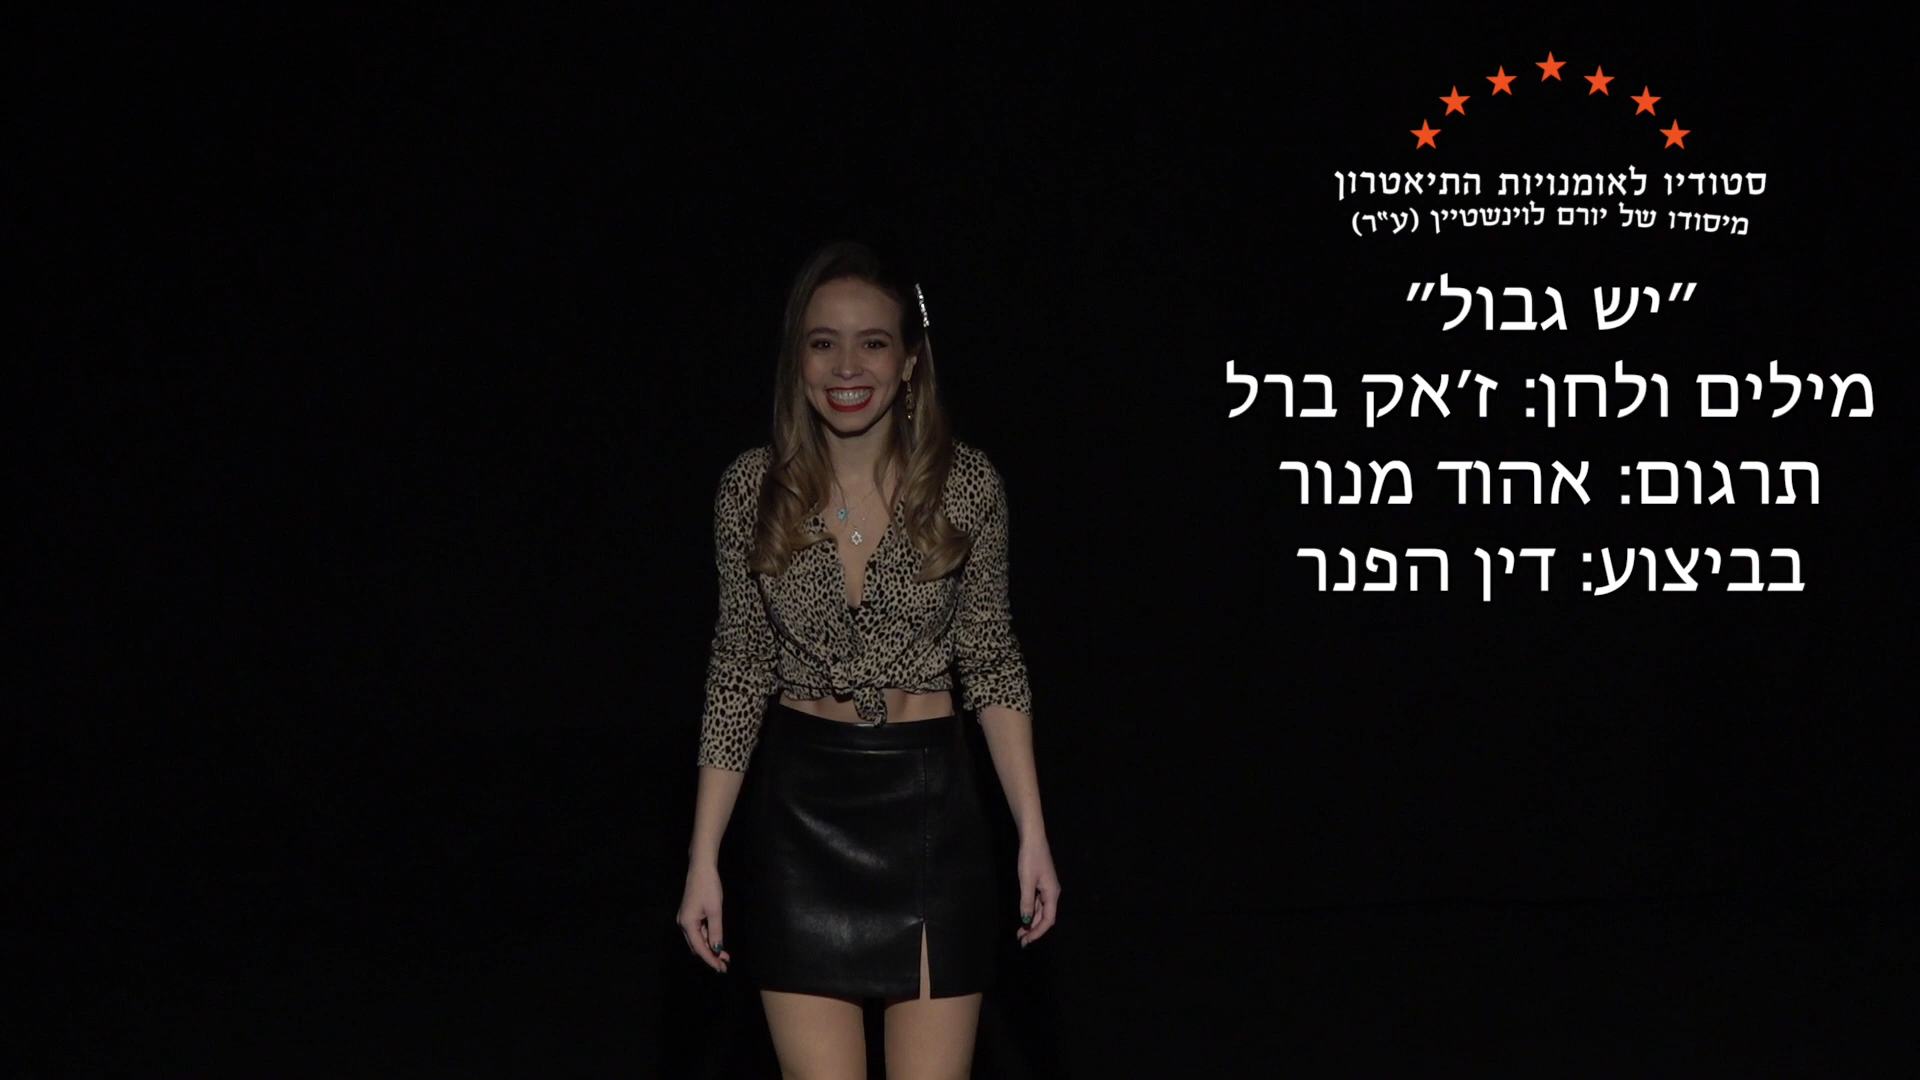 סטודיו לאומנויות התיאטרון
מיסודו של יורם לוינשטיין (ע"ר)
"יש גבול"
מילים ולחן: ז'אק ברל
תרגום: אהוד מנור
בביצוע: דין הפנר